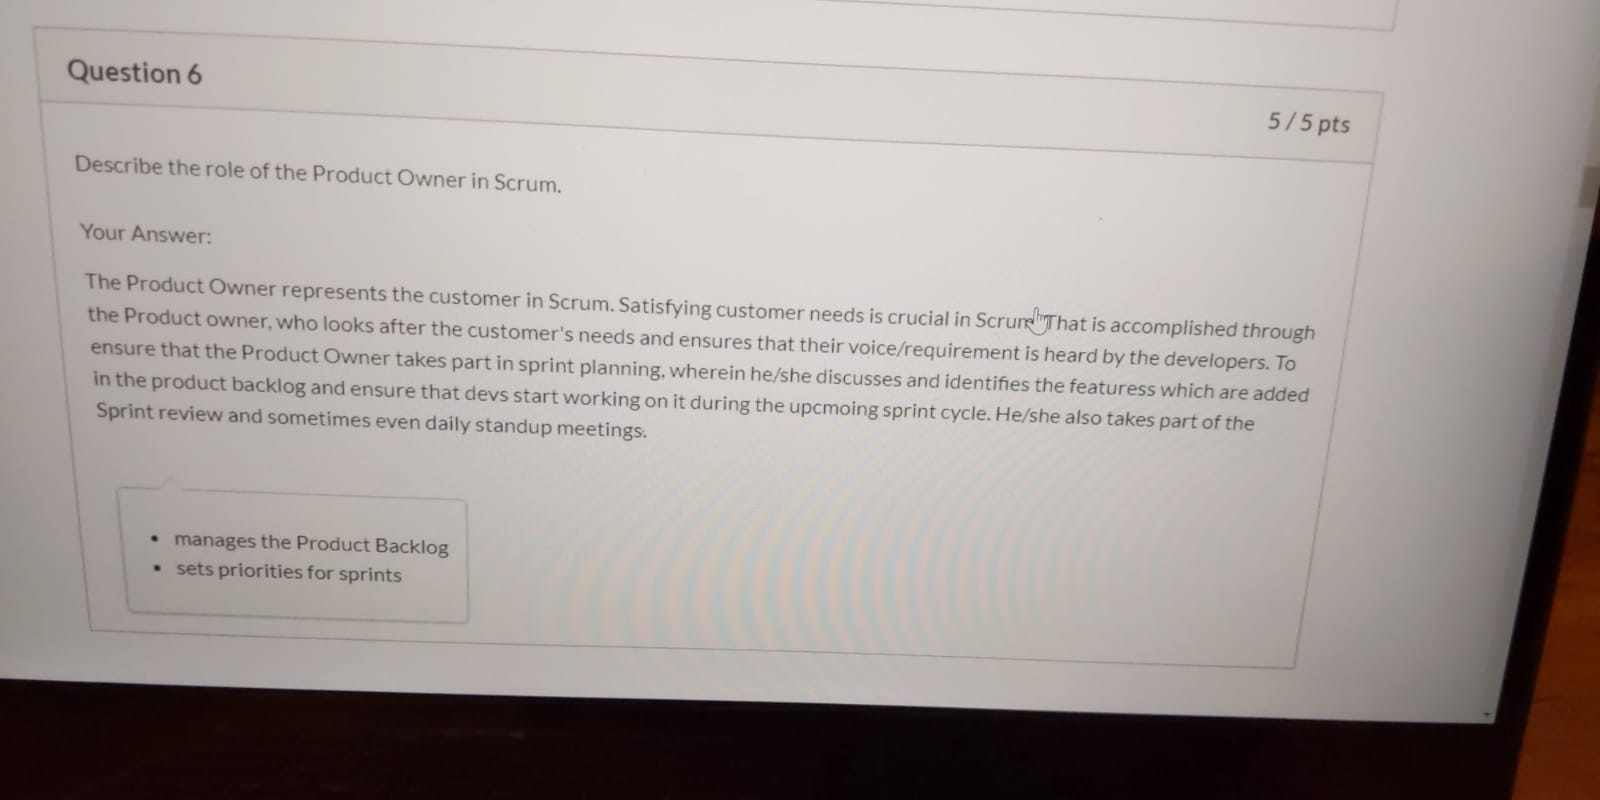 Question 6
5 / 5 pts
Describe the role of the Product Owner in Scrum.
Your Answer:
The Product Owner represents the customer in Scrum. Satisfying customer needs is crucial in Scrum That is accomplished through
the Product owner, who looks after the customer's needs and ensures that their voice/requirement is heard by the developers. To
ensure that the Product Owner takes part in sprint planning, wherein he/she discusses and identifies the featuress which are added
in the product backlog and ensure that devs start working on it during the upcmoing sprint cycle. He/she also takes part of the
Sprint review and sometimes even daily standup meetings.
• manages the Product Backlog
• sets priorities for sprints